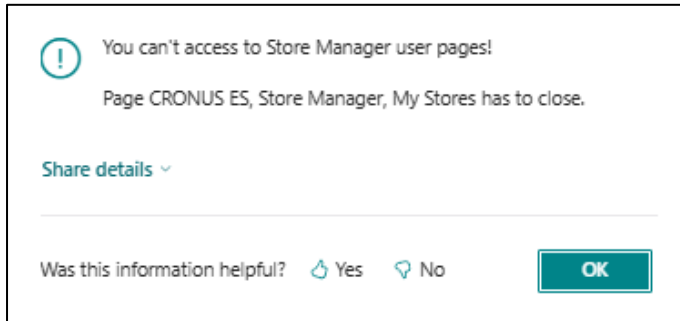 You can't access to Store Manager user pages!
Page CRONUS ES, Store Manager, My Stores has to close.
Share details
Was this information helpful? Yes No OK